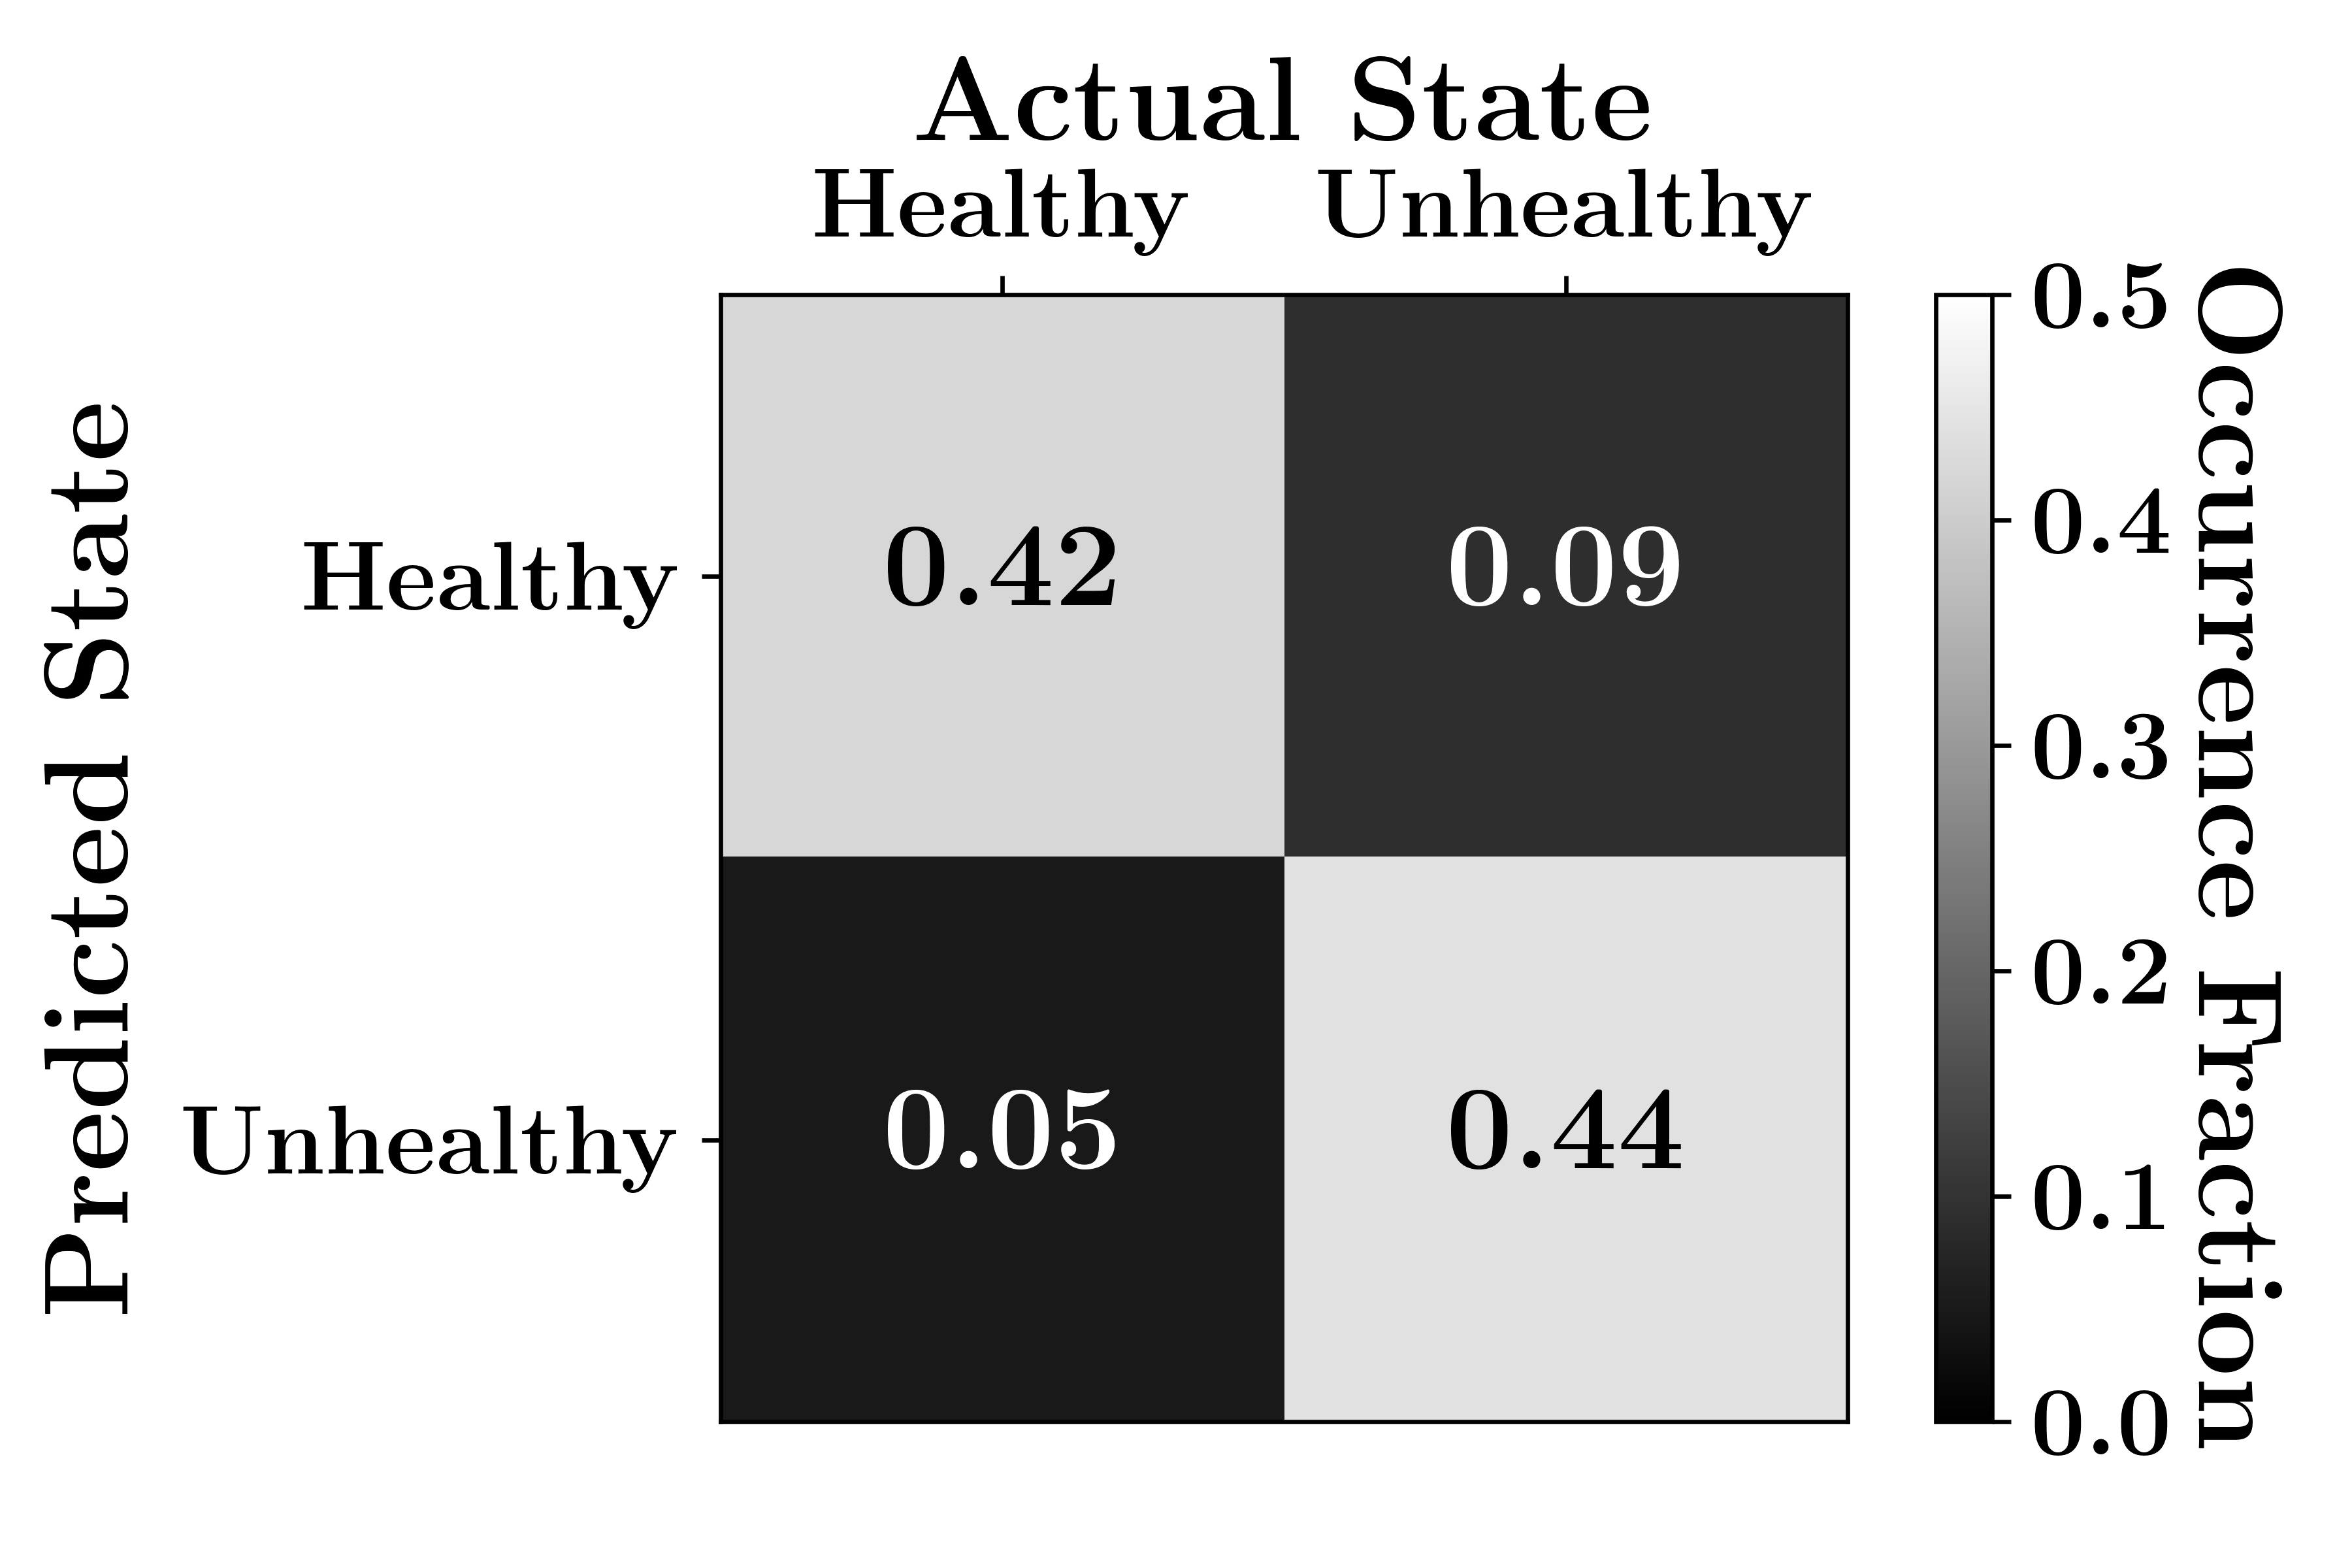 Actual State
Healthy Unhealthy
Predicted State
Healthy
0.42 0.09
Unhealthy
0.05 0.44
0.5
0.4
0.3
0.2
0.1
0.0
Occurrence Fraction